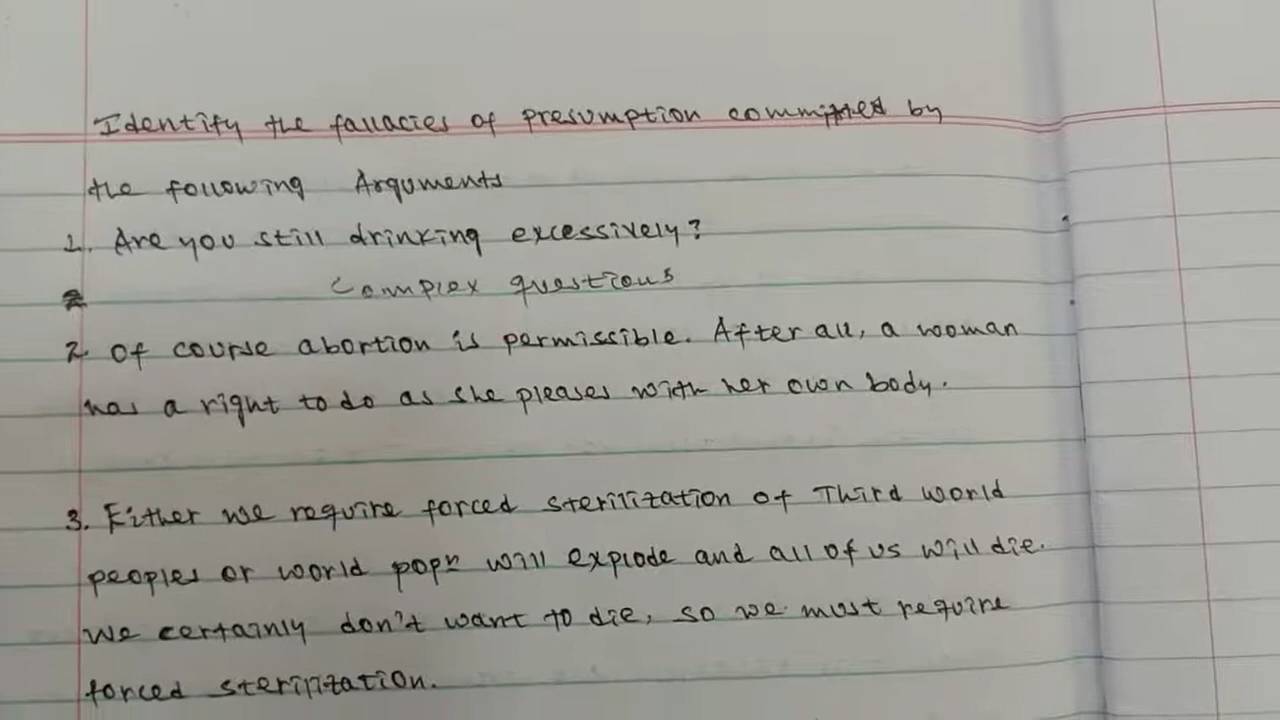 Identify the fallacies of presumption committed by
the following Arguments
1. Are you still drinking excessively?
Complex questions
2 Of course abortion is permissible. After all, a woman
has a right to do as she pleases with her own body.
3. Either we require forced sterilization of Third World
peoples or world popn will explode and all of us will die.
We certainly don't want to die, so we must require
forced sterilization.